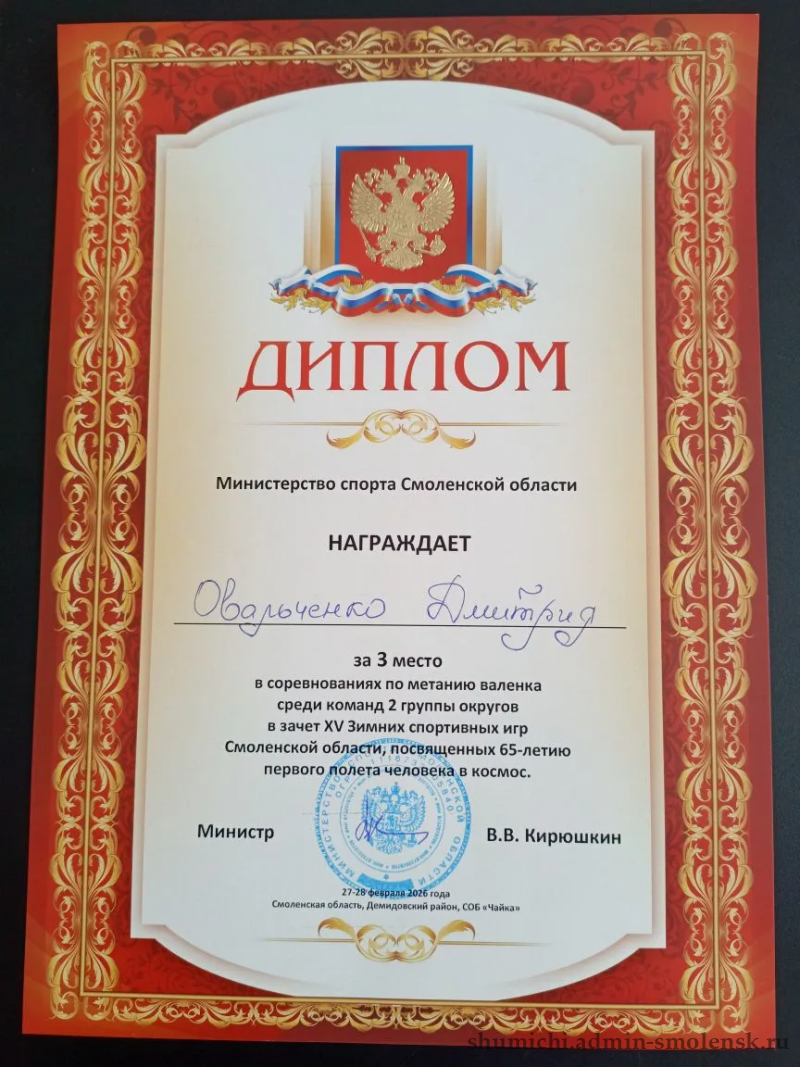 ДИПЛОМ
Министерство спорта Смоленской области
НАГРАЖДАЕТ
Овальченко Дмитрия
за 3 место
в соревнованиях по метанию валенка
среди команд 2 группы округов
в зачет XV Зимних спортивных игр
Смоленской области, посвященных 65-летию
первого полета человека в космос.
Министр
В.В. Кирюшкин
27-28 февраля 2026 года
Смоленская область, Демидовский район, СОБ «Чайка»
shumichi.admin-smolensk.ru